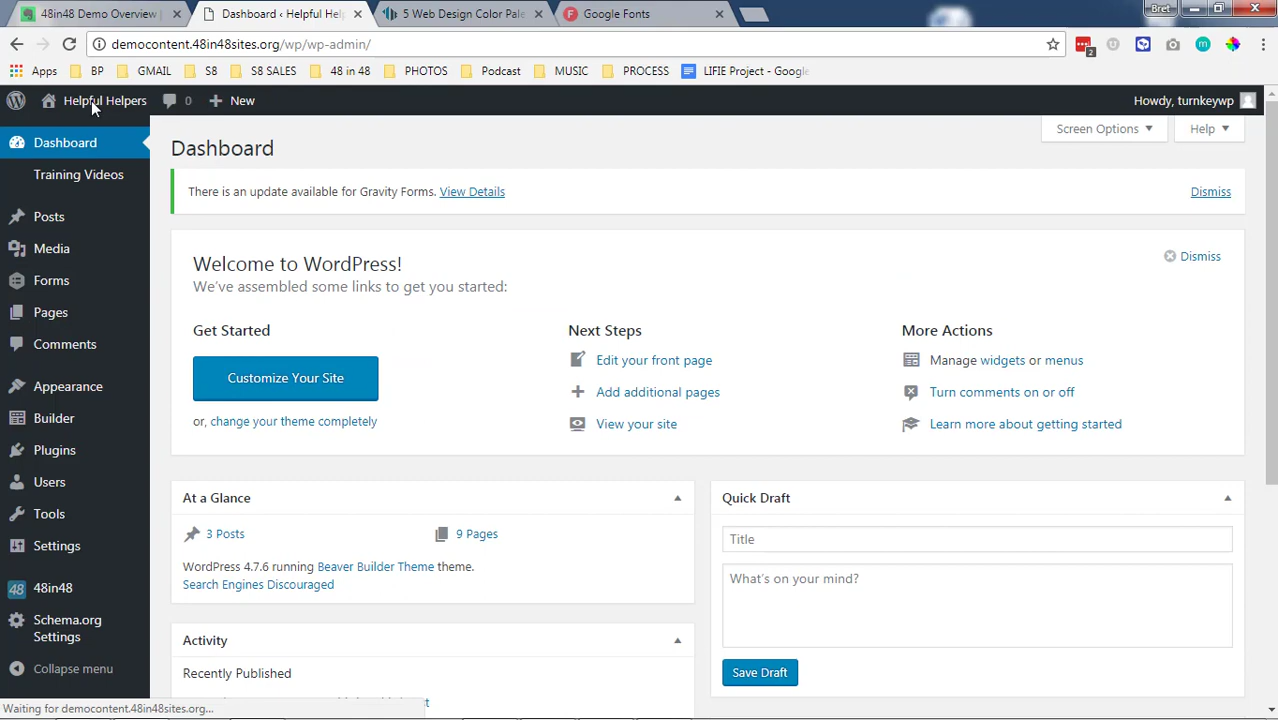 48in48 Demo Overview
Dashboard ‹ Helpful Hel
5 Web Design Color Pale
Google Fonts
Bret
democontent.48in48sites.org/wp/wp-admin/
2
Apps BP GMAIL S8 S8 SALES 48 in 48 PHOTOS Podcast MUSIC PROCESS LIFIE Project - Google
Helpful Helpers 0 New Howdy, turnkeywp
Dashboard
Training Videos
Posts
Media
Forms
Pages
Comments
Appearance
Builder
Plugins
Users
Tools
Settings
48 48in48
Schema.org
Settings
Collapse menu
Screen Options Help
Dashboard
There is an update available for Gravity Forms. View Details Dismiss
Welcome to WordPress! Dismiss
We've assembled some links to get you started:
Get Started
Customize Your Site
or, change your theme completely
Next Steps
Edit your front page
Add additional pages
View your site
More Actions
Manage widgets or menus
Turn comments on or off
Learn more about getting started
At a Glance
3 Posts 9 Pages
WordPress 4.7.6 running Beaver Builder Theme theme.
Search Engines Discouraged
Activity
Recently Published
Quick Draft
Title
What's on your mind?
Save Draft
Waiting for democontent.48in48sites.org...